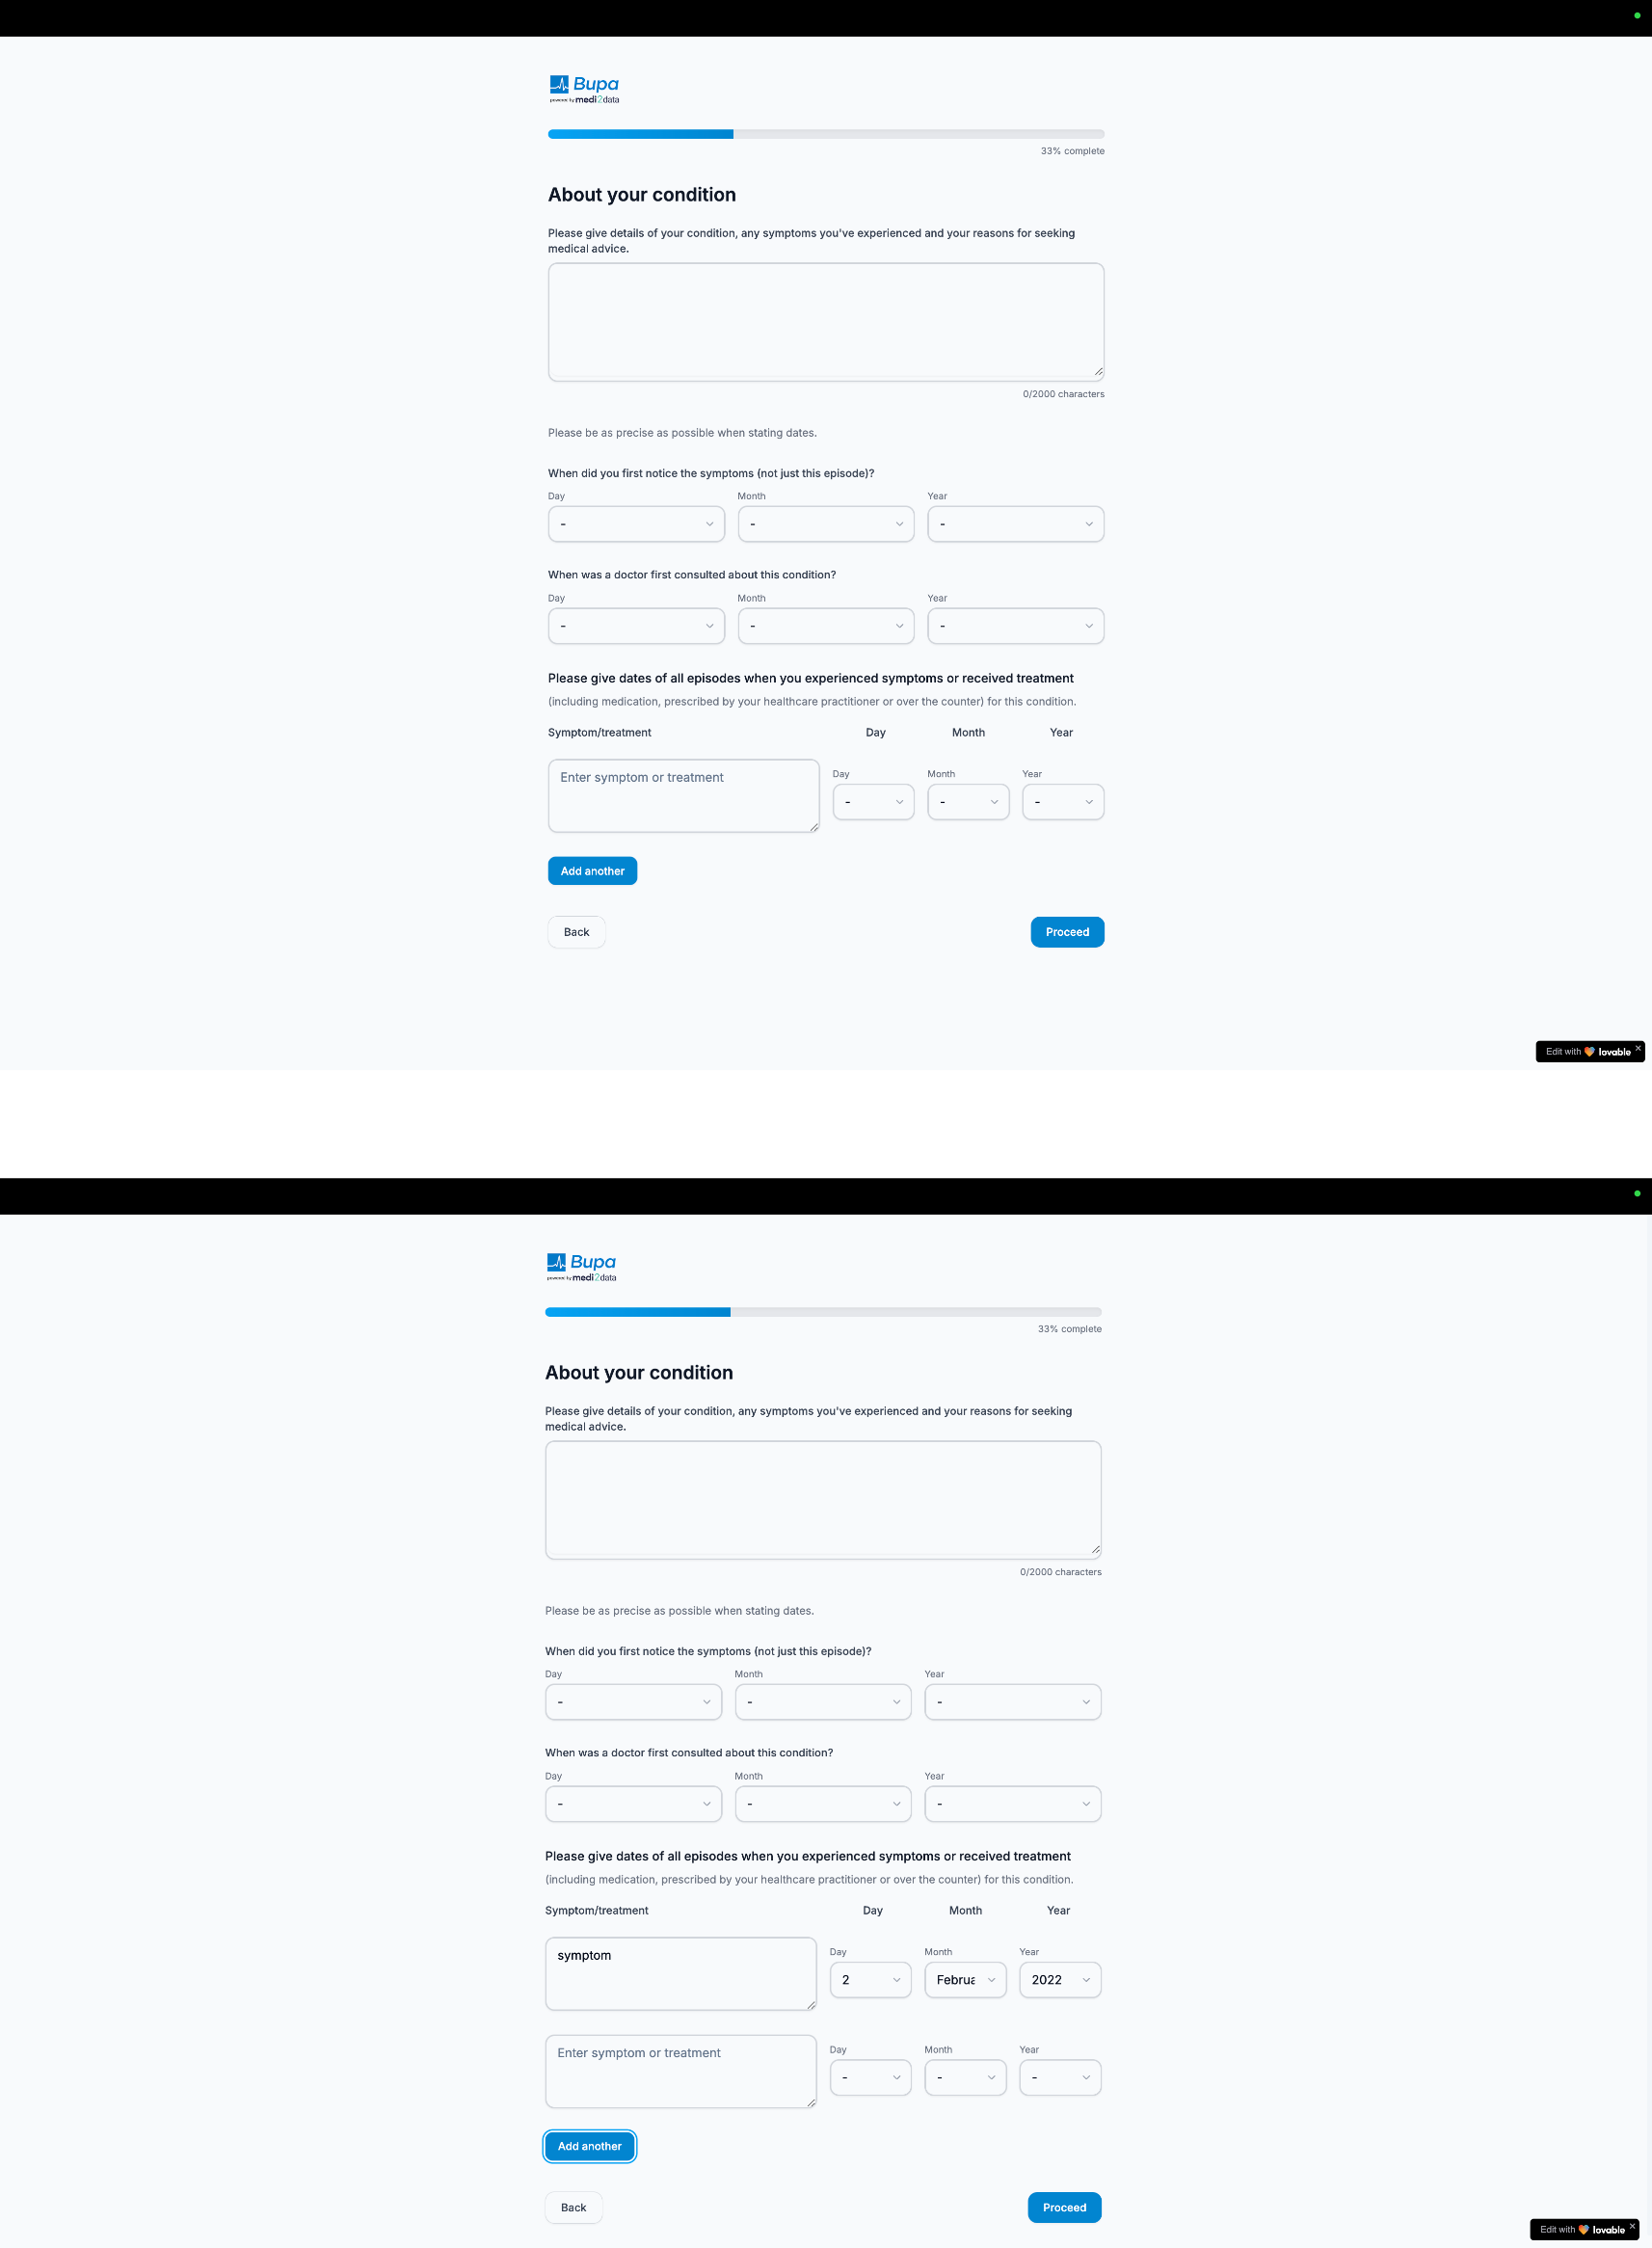 Bupa
powered by medi2data
33% complete
About your condition
Please give details of your condition, any symptoms you've experienced and your reasons for seeking
medical advice.
0/2000 characters
Please be as precise as possible when stating dates.
When did you first notice the symptoms (not just this episode)?
Day Month Year
- - -
When was a doctor first consulted about this condition?
Day Month Year
- - -
Please give dates of all episodes when you experienced symptoms or received treatment
(including medication, prescribed by your healthcare practitioner or over the counter) for this condition.
Symptom/treatment Day Month Year
Day Month Year
Enter symptom or treatment - - -
Add another
Back Proceed
Edit with lovable ×
Bupa
powered by medi2data
33% complete
About your condition
Please give details of your condition, any symptoms you've experienced and your reasons for seeking
medical advice.
0/2000 characters
Please be as precise as possible when stating dates.
When did you first notice the symptoms (not just this episode)?
Day Month Year
- - -
When was a doctor first consulted about this condition?
Day Month Year
- - -
Please give dates of all episodes when you experienced symptoms or received treatment
(including medication, prescribed by your healthcare practitioner or over the counter) for this condition.
Symptom/treatment Day Month Year
Day Month Year
symptom 2 Februa 2022
Day Month Year
Enter symptom or treatment - - -
Add another
Back Proceed
Edit with lovable ×